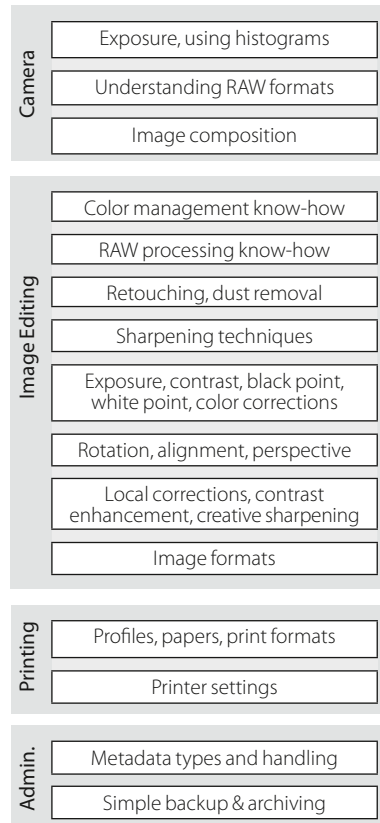 Camera
Exposure, using histograms
Understanding RAW formats
Image composition
Image Editing
Color management know-how
RAW processing know-how
Retouching, dust removal
Sharpening techniques
Exposure, contrast, black point,
white point, color corrections
Rotation, alignment, perspective
Local corrections, contrast
enhancement, creative sharpening
Image formats
Printing
Profiles, papers, print formats
Printer settings
Admin.
Metadata types and handling
Simple backup & archiving